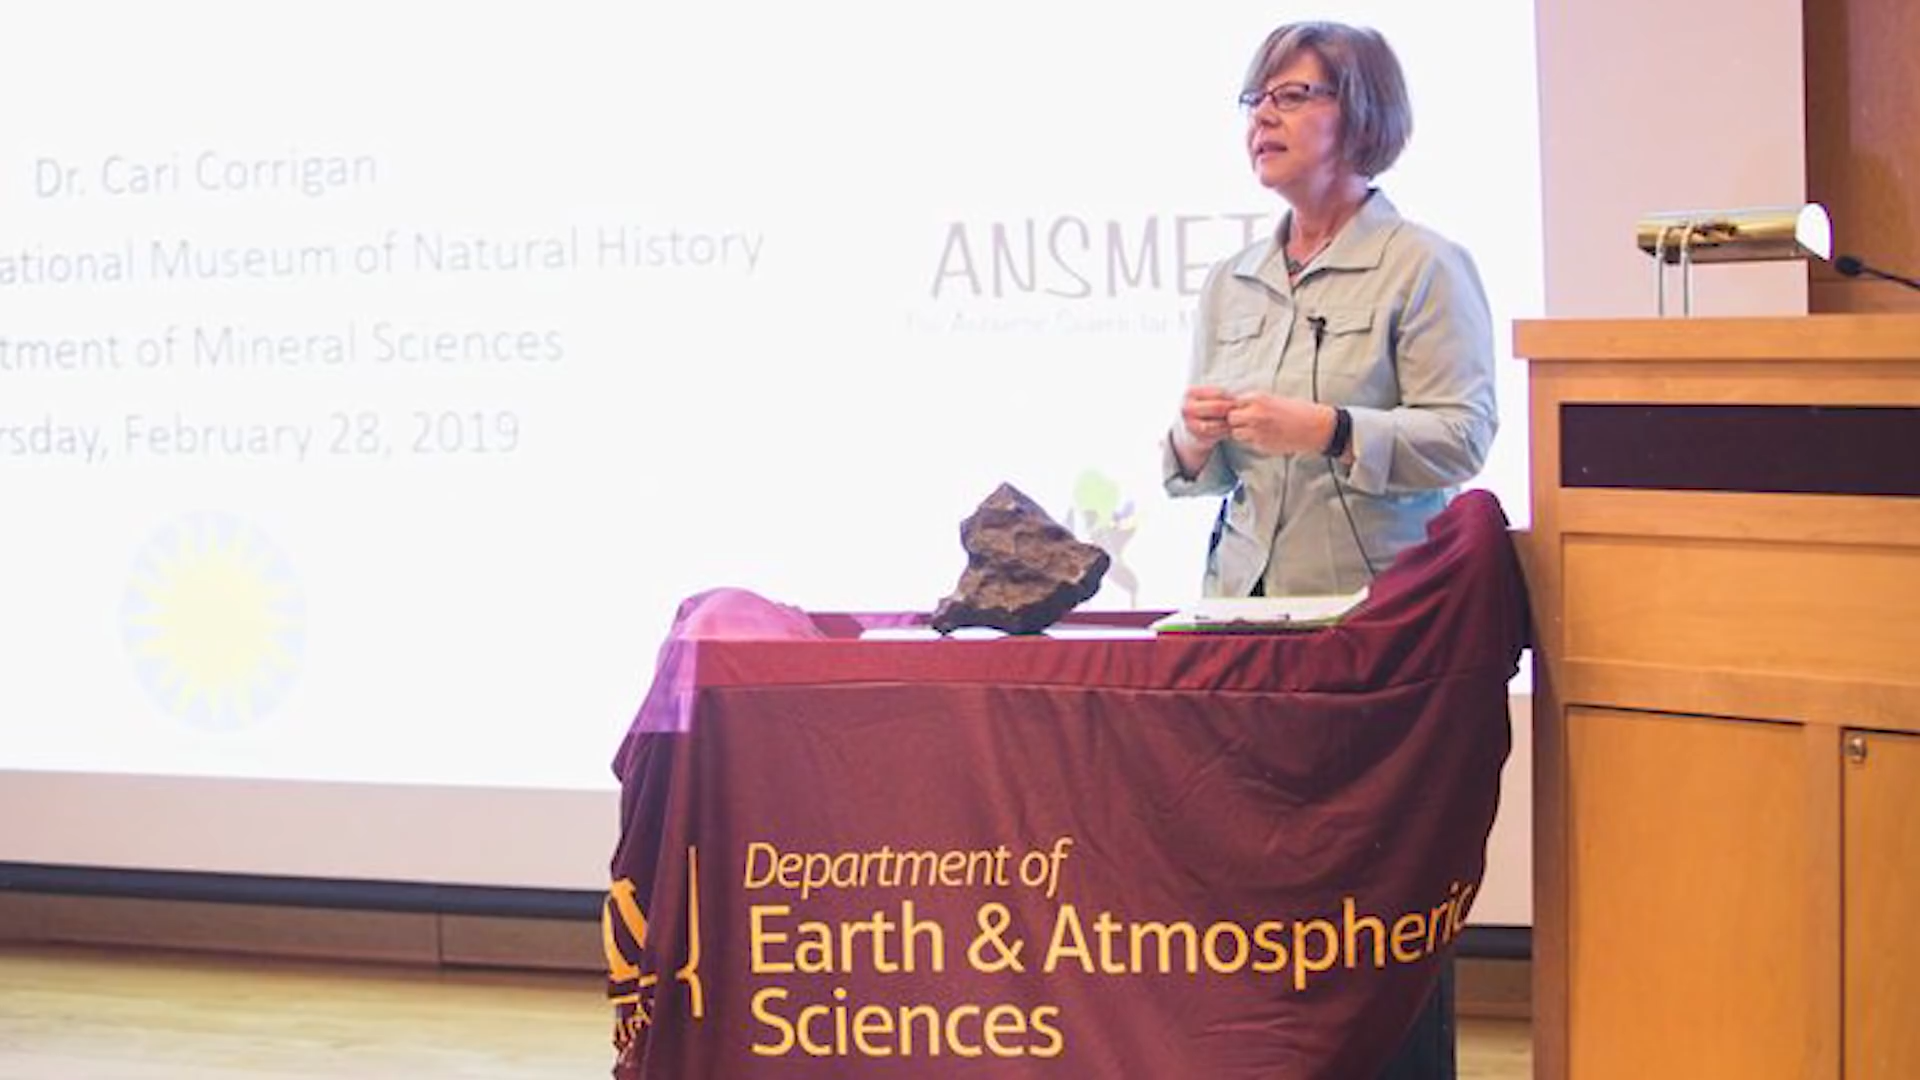 Dr. Cari Corrigan
ational Museum of Natural History
tment of Mineral Sciences
rsday, February 28, 2019
ANSMET
Department of
Earth & Atmospheric
Sciences